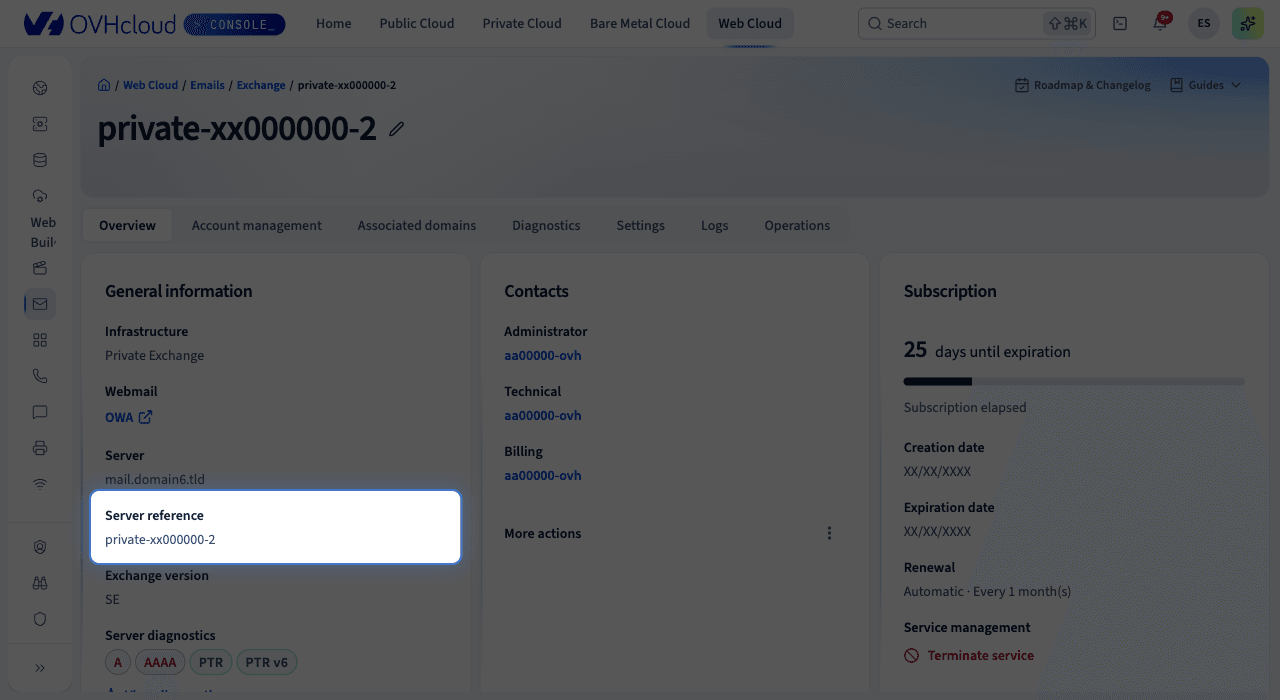 OVHcloud CONSOLE_
Home
Public Cloud
Private Cloud
Bare Metal Cloud
Web Cloud
Search
⇧⌘K
9+
ES
/ Web Cloud / Emails / Exchange / private-xx000000-2
Roadmap & Changelog
Guides
private-xx000000-2
Web
Buil
Overview
Account management
Associated domains
Diagnostics
Settings
Logs
Operations
General information
Infrastructure
Private Exchange
Webmail
OWA
Server
mail.domain6.tld
Server reference
private-xx000000-2
Exchange version
SE
Server diagnostics
A AAAA PTR PTR v6
Contacts
Administrator
aa00000-ovh
Technical
aa00000-ovh
Billing
aa00000-ovh
More actions
Subscription
25 days until expiration
Subscription elapsed
Creation date
XX/XX/XXXX
Expiration date
XX/XX/XXXX
Renewal
Automatic · Every 1 month(s)
Service management
Terminate service